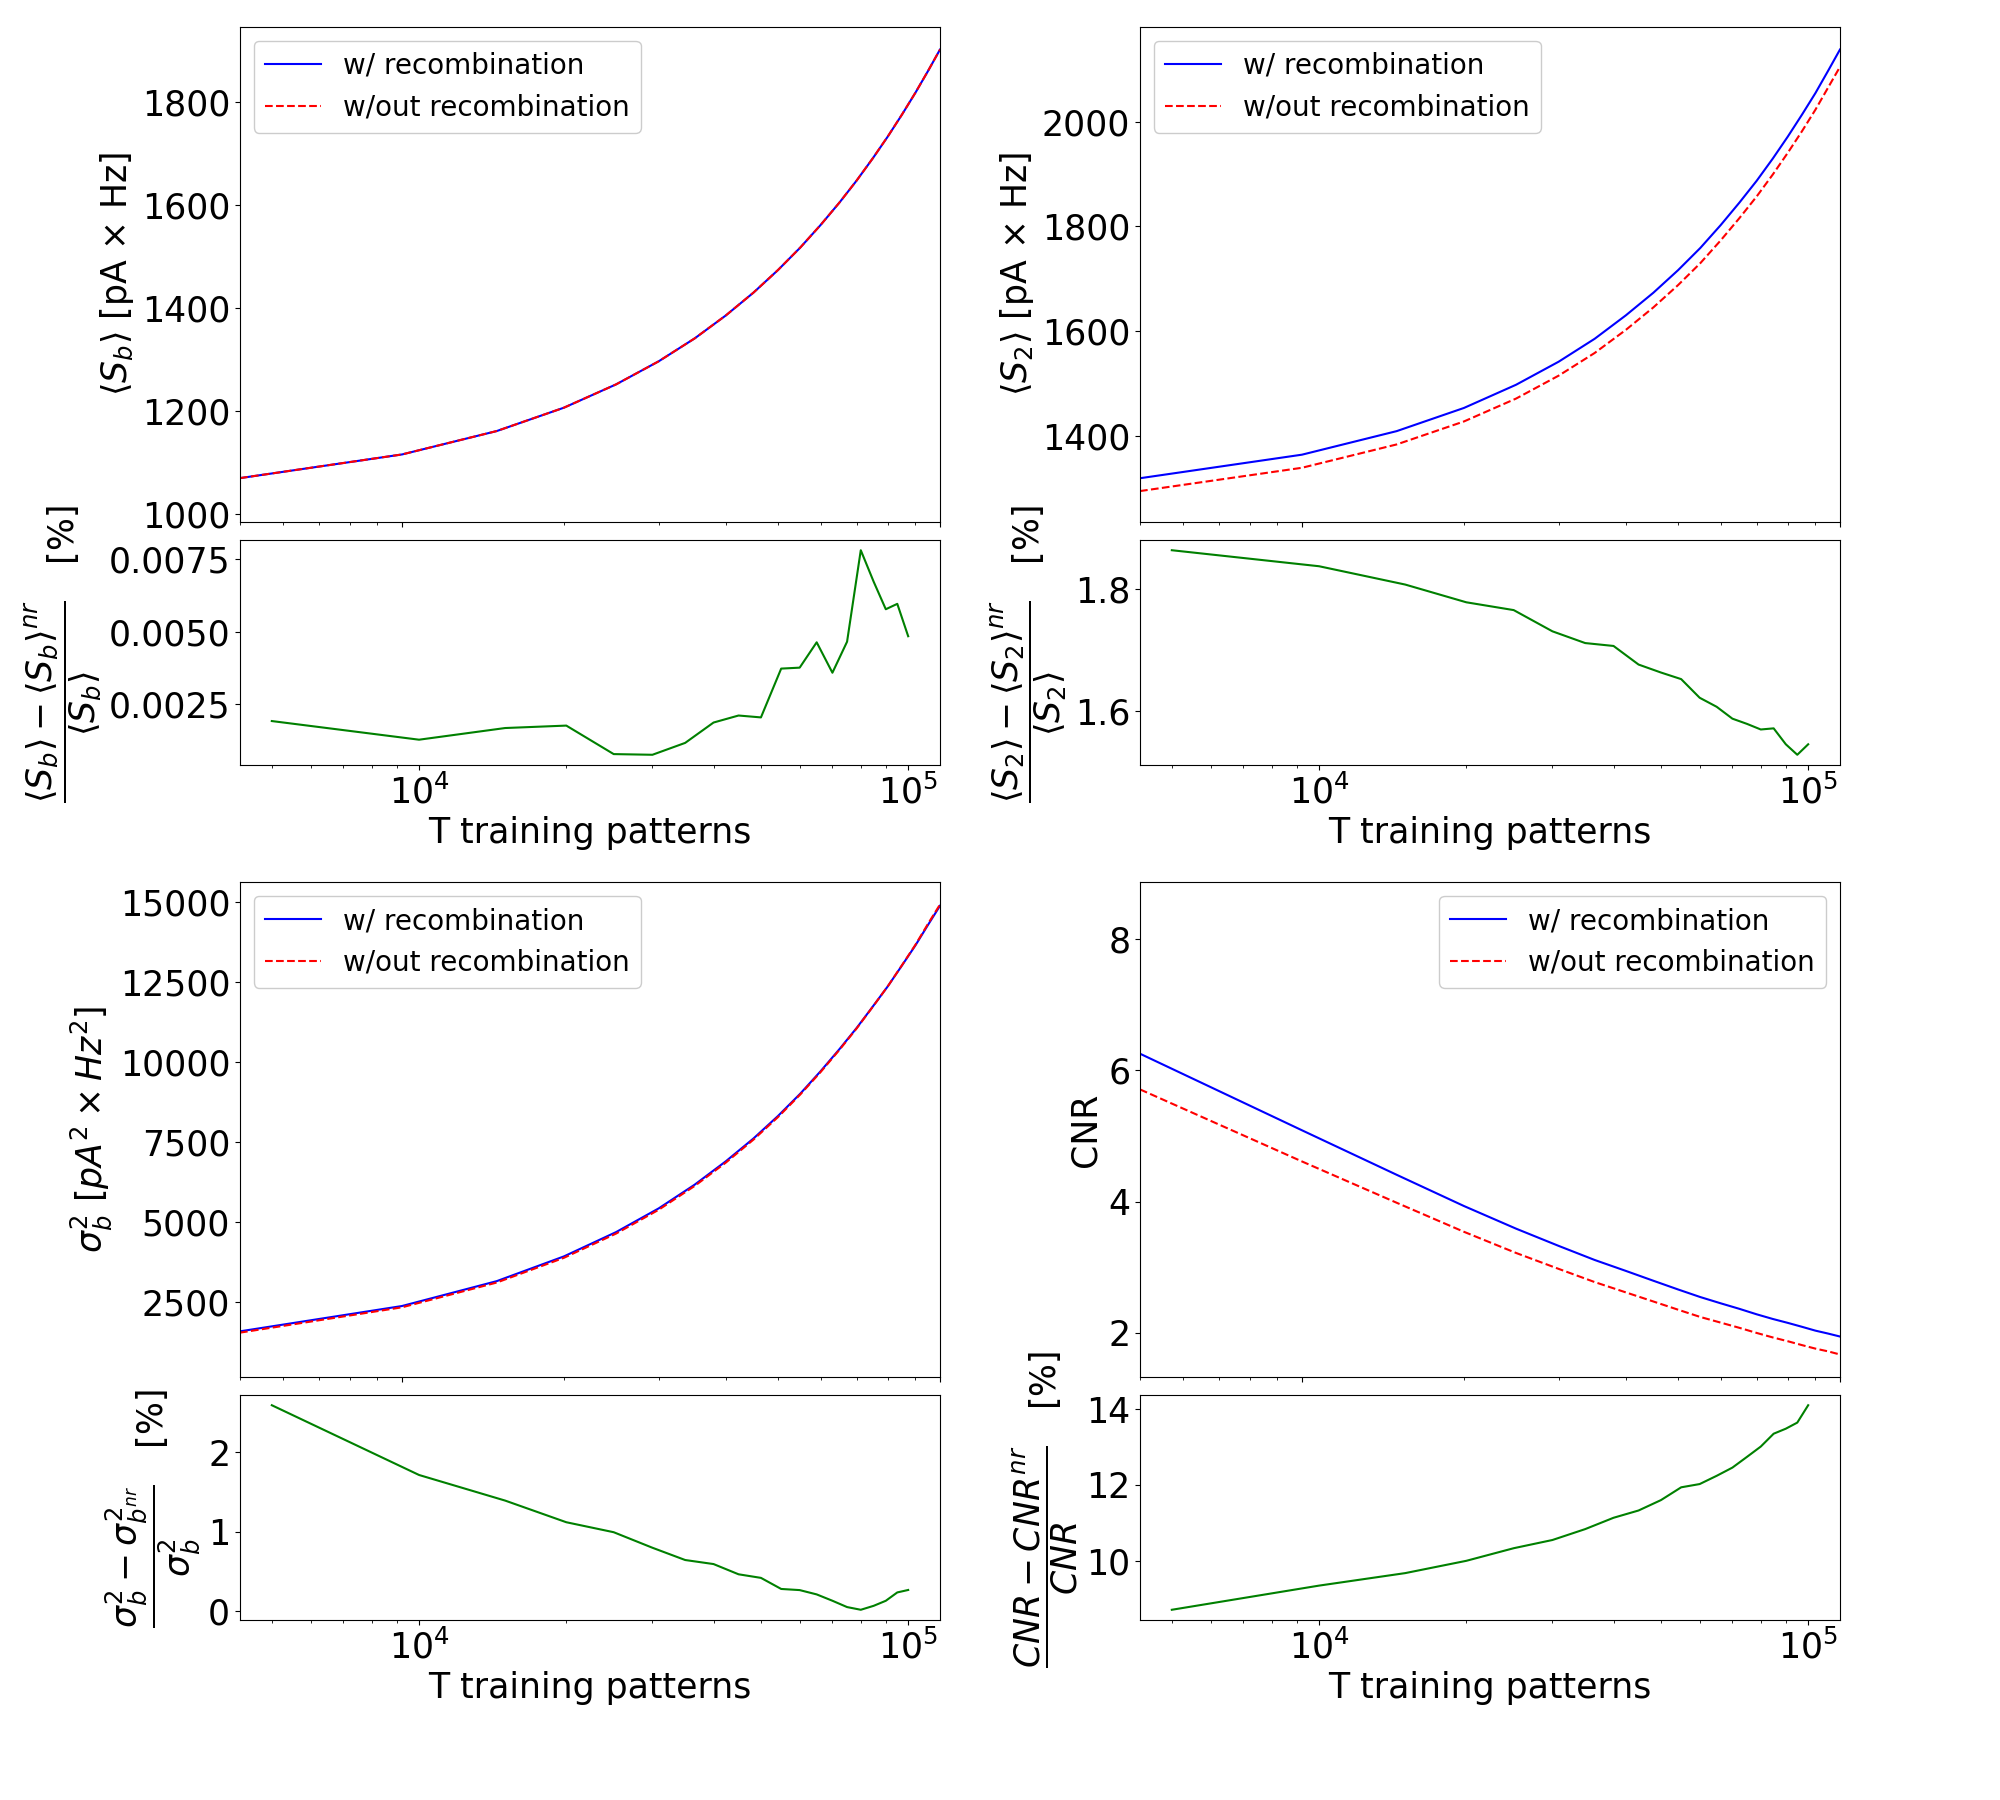 w/ recombination
w/out recombination
⟨S_b⟩ [pA × Hz]
1800
1600
1400
1200
1000
w/ recombination
w/out recombination
⟨S_2⟩ [pA × Hz]
2000
1800
1600
1400
⟨S_b⟩ − ⟨S_b⟩^{nr}
⟨S_b⟩
[%]
0.0075
0.0050
0.0025
10^4
10^5
T training patterns
⟨S_2⟩ − ⟨S_2⟩^{nr}
⟨S_2⟩
[%]
1.8
1.6
10^4
10^5
T training patterns
w/ recombination
w/out recombination
σ_b^2 [pA^2 × Hz^2]
15000
12500
10000
7500
5000
2500
w/ recombination
w/out recombination
CNR
8
6
4
2
σ_b^2 − σ_{b^{nr}}^2
σ_b^2
[%]
2
1
0
10^4
10^5
T training patterns
CNR − CNR^{nr}
CNR
[%]
14
12
10
10^4
10^5
T training patterns